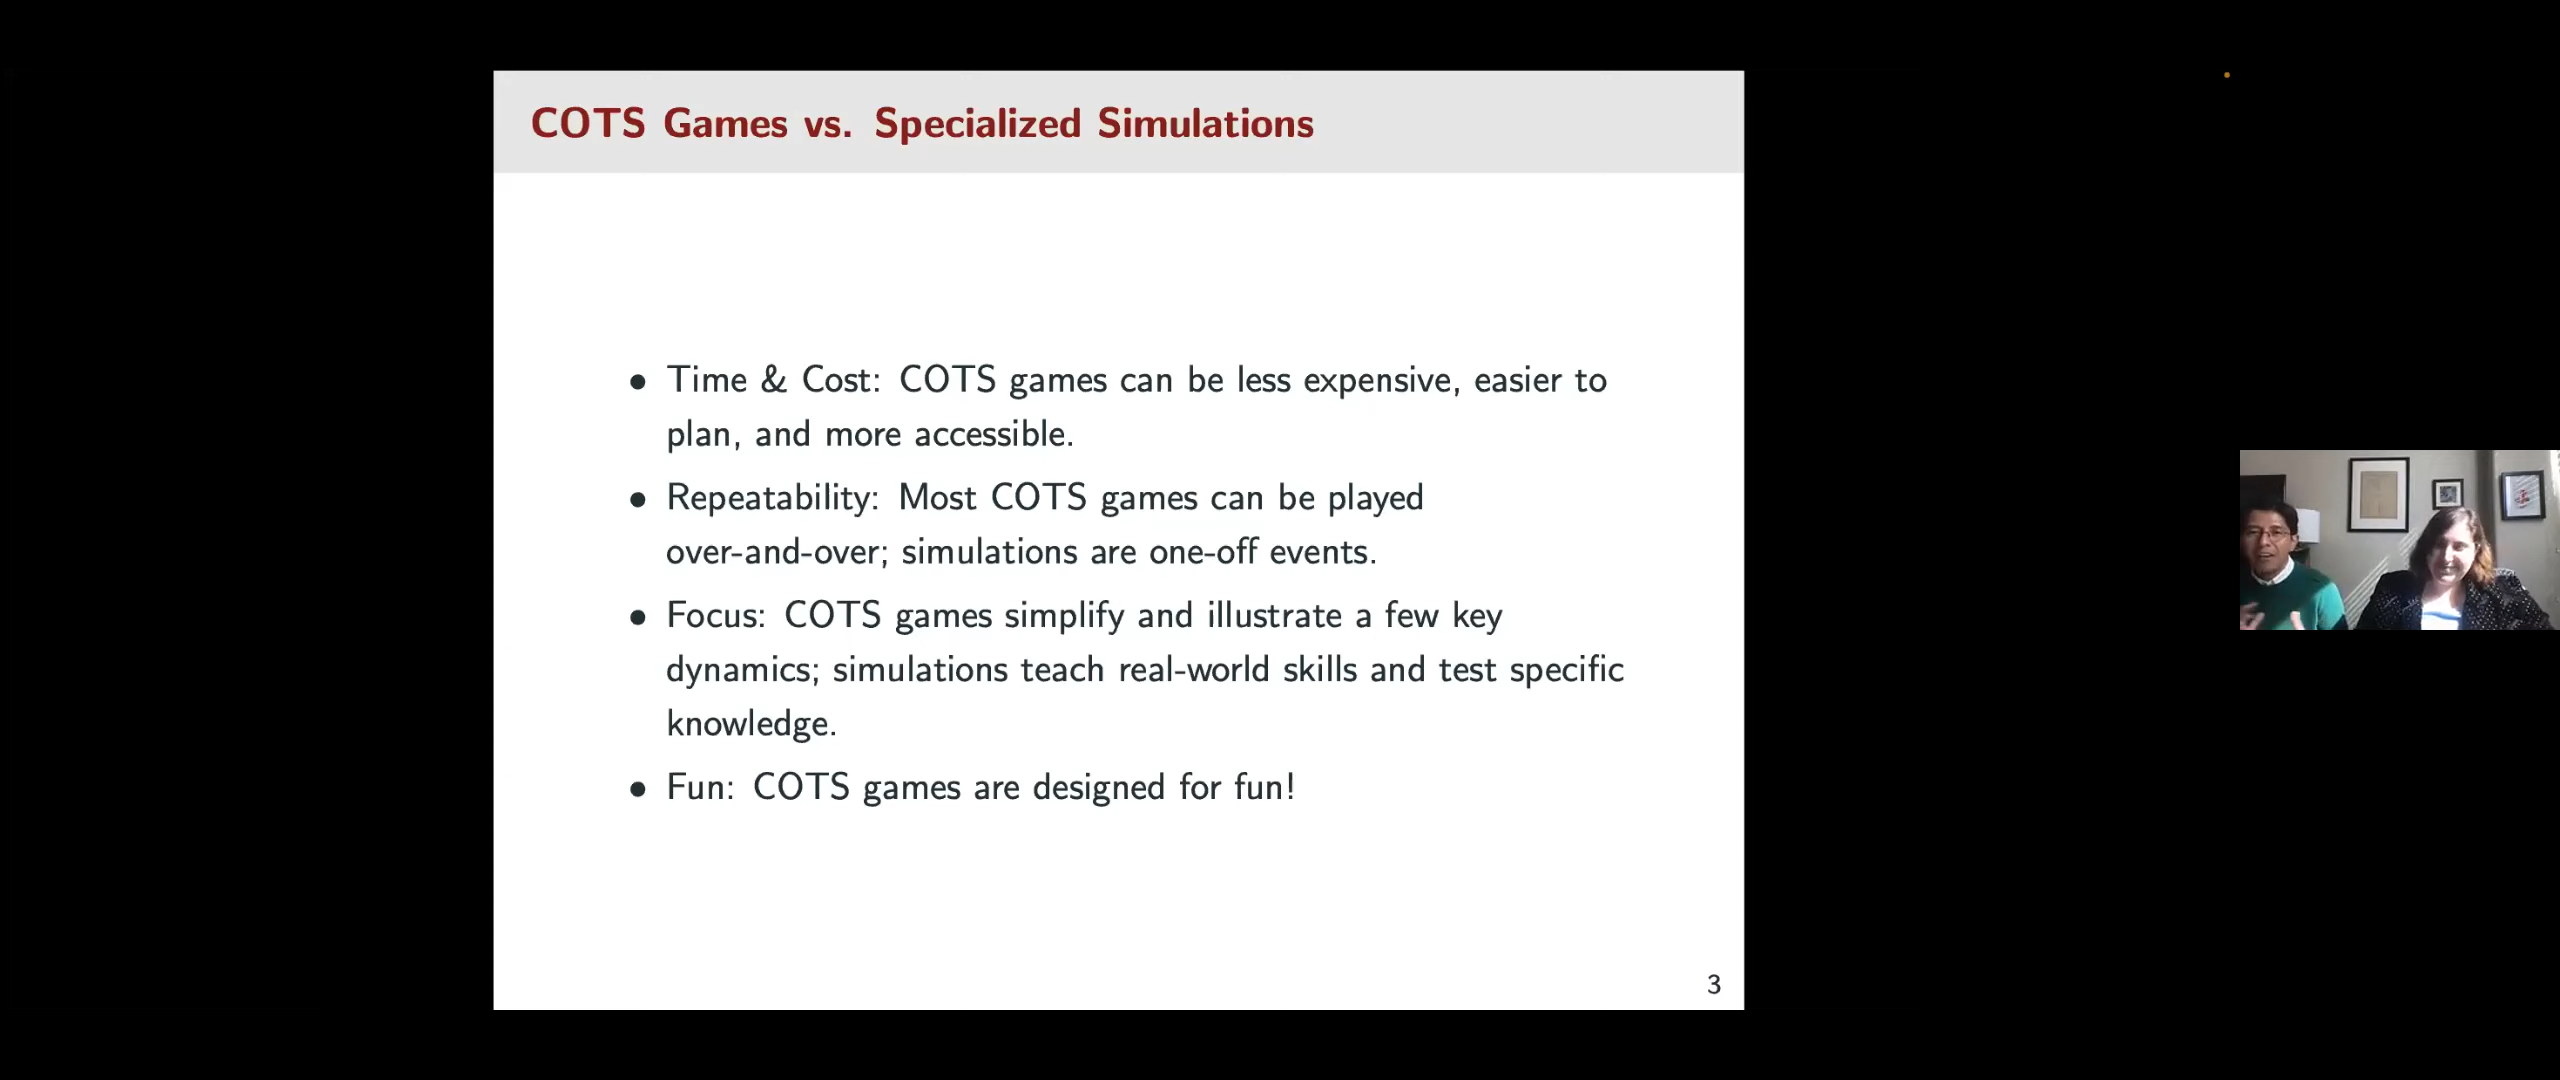 COTS Games vs. Specialized Simulations
• Time & Cost: COTS games can be less expensive, easier to
plan, and more accessible.
• Repeatability: Most COTS games can be played
over-and-over; simulations are one-off events.
• Focus: COTS games simplify and illustrate a few key
dynamics; simulations teach real-world skills and test specific
knowledge.
• Fun: COTS games are designed for fun!
3